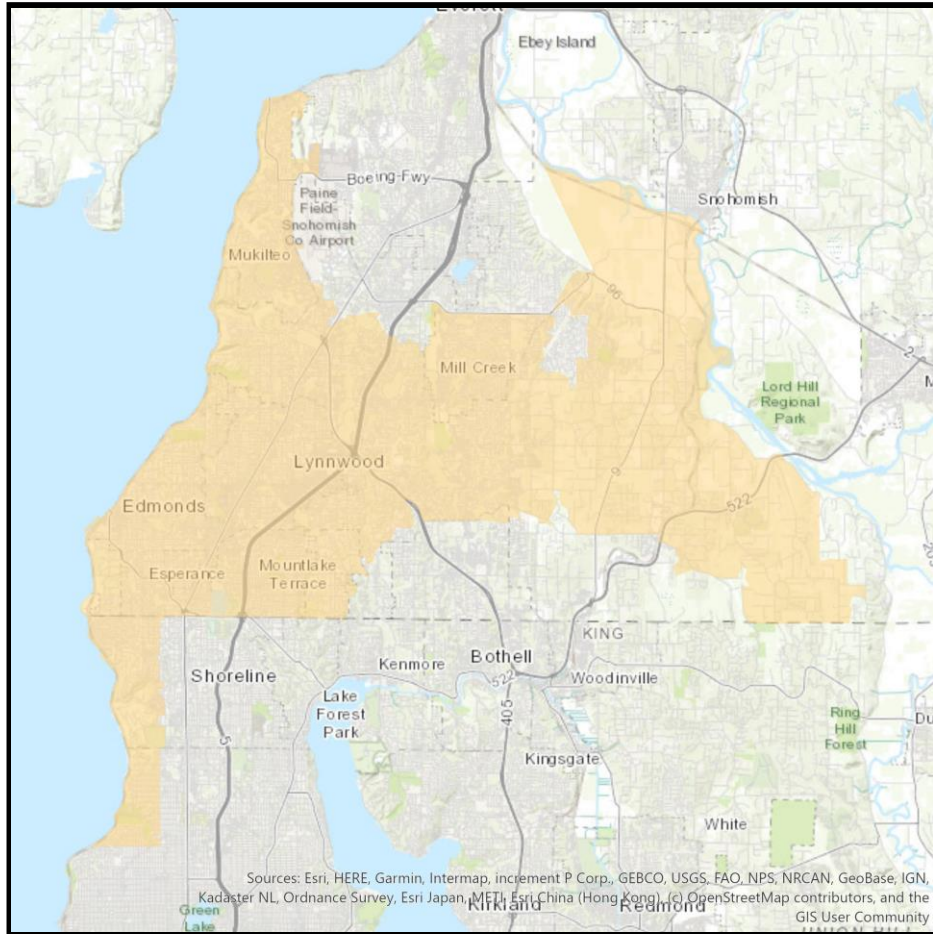 Everett
Ebey Island
Boeing-Fwy
Snohomish
Paine
Field-
Snohomish
Co Airport
Mukilteo
96
2
Mill Creek
Lord Hill
Regional
Park
Lynnwood
9
522
Edmonds
Esperance
Mountlake
Terrace
KING
Shoreline
Kenmore
Bothell
522
Woodinville
Lake
Forest
Park
405
5
Ring
Hill
Forest
Du
Kingsgate
White
Sources: Esri, HERE, Garmin, Intermap, increment P Corp., GEBCO, USGS, FAO, NPS, NRCAN, GeoBase, IGN,
Kadaster NL, Ordnance Survey, Esri Japan, METI, Esri China (Hong Kong), (c) OpenStreetMap contributors, and the
GIS User Community
Kirkland
Redmond
Green
Lake